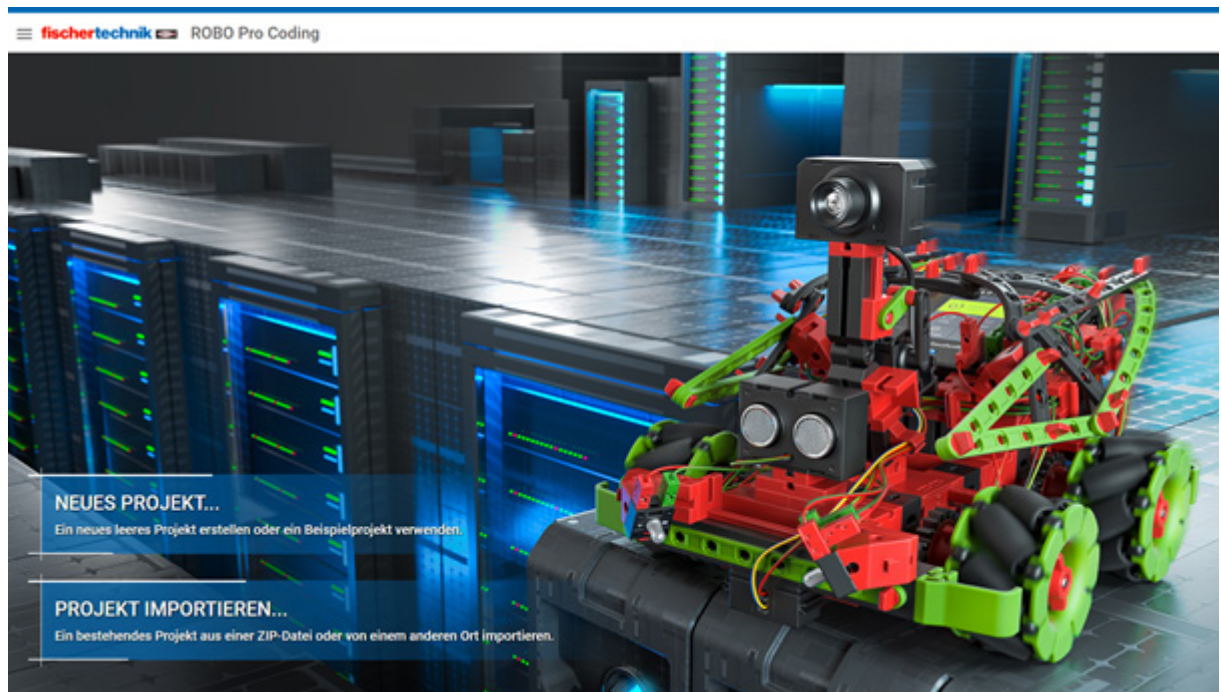 fischertechnik ROBO Pro Coding
NEUES PROJEKT...
Ein neues leeres Projekt erstellen oder ein Beispielprojekt verwenden.
PROJEKT IMPORTIEREN...
Ein bestehendes Projekt aus einer ZIP-Datei oder von einem anderen Ort importieren.